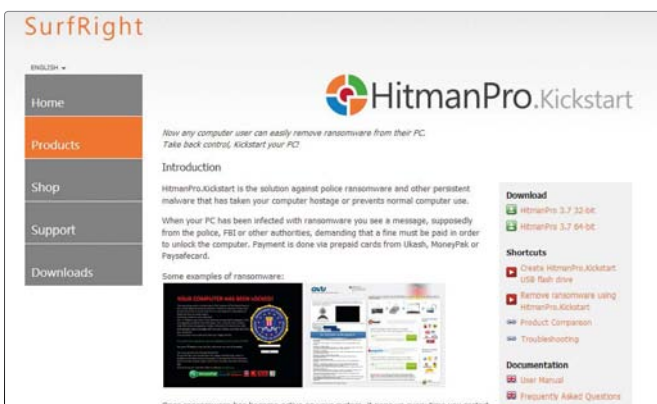 SurfRight
ENGLISH
Home
Products
Shop
Support
Downloads
HitmanPro.Kickstart
Now any computer user can easily remove ransomware from their PC.
Take back control, Kickstart your PC!
Introduction
HitmanPro.Kickstart is the solution against police ransomware and other persistent
malware that has taken your computer hostage or prevents normal computer use.
When your PC has been infected with ransomware you see a message, supposedly
from the police, FBI or other authorities, demanding that a fine must be paid in order
to unlock the computer. Payment is done via prepaid cards from Ukash, MoneyPak or
Paysafecard.
Some examples of ransomware:
YOUR COMPUTER HAS BEEN LOCKED!
Download
HitmanPro 3.7 32-bit
HitmanPro 3.7 64-bit
Shortcuts
Create HitmanPro.Kickstart
USB flash drive
Remove ransomware using
HitmanPro.Kickstart
Product Comparison
Troubleshooting
Documentation
User Manual
Frequently Asked Questions